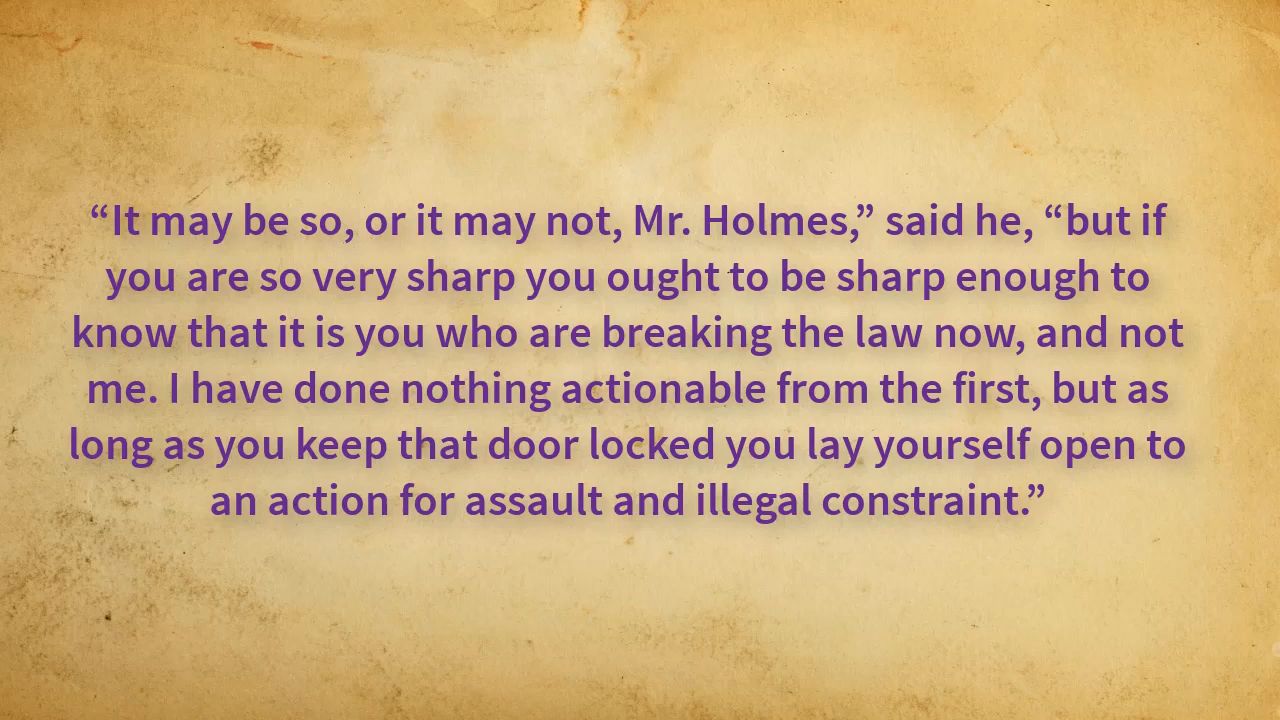 “It may be so, or it may not, Mr. Holmes,” said he, “but if
you are so very sharp you ought to be sharp enough to
know that it is you who are breaking the law now, and not
me. I have done nothing actionable from the first, but as
long as you keep that door locked you lay yourself open to
an action for assault and illegal constraint.”